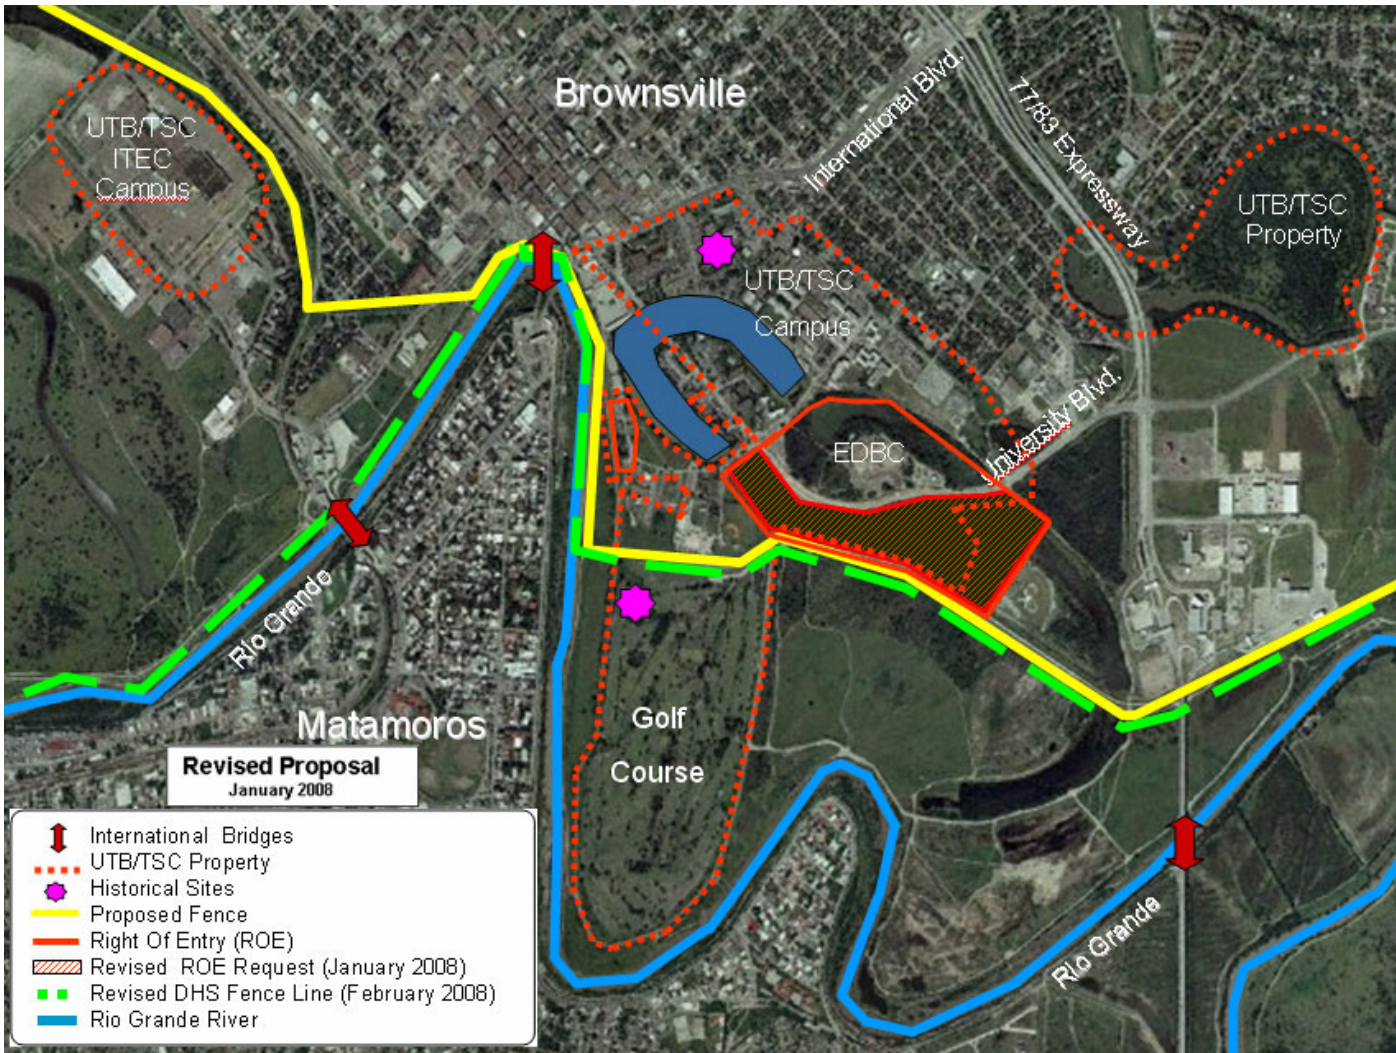 Brownsville
International Blvd.
77/83 Expressway
UTB/TSC
ITEC
Campus
UTB/TSC
Property
UTB/TSC
Campus
University Blvd.
EDBC
Rio Grande
Golf
Course
Matamoros
Rio Grande
Revised Proposal
January 2008
International Bridges
UTB/TSC Property
Historical Sites
Proposed Fence
Right Of Entry (ROE)
Revised ROE Request (January 2008)
Revised DHS Fence Line (February 2008)
Rio Grande River